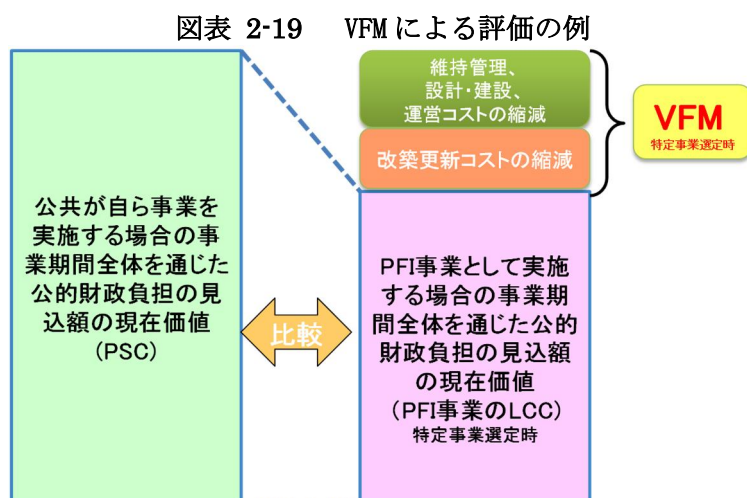 図表 2-19 VFMによる評価の例
維持管理、
設計・建設、
運営コストの縮減
VFM
特定事業選定時
改築更新コストの縮減
公共が自ら事業を
実施する場合の事
業期間全体を通じた
公的財政負担の見
込額の現在価値
(PSC)
比較
PFI事業として実施
する場合の事業期
間全体を通じた公的
財政負担の見込額
の現在価値
(PFI事業のLCC)
特定事業選定時